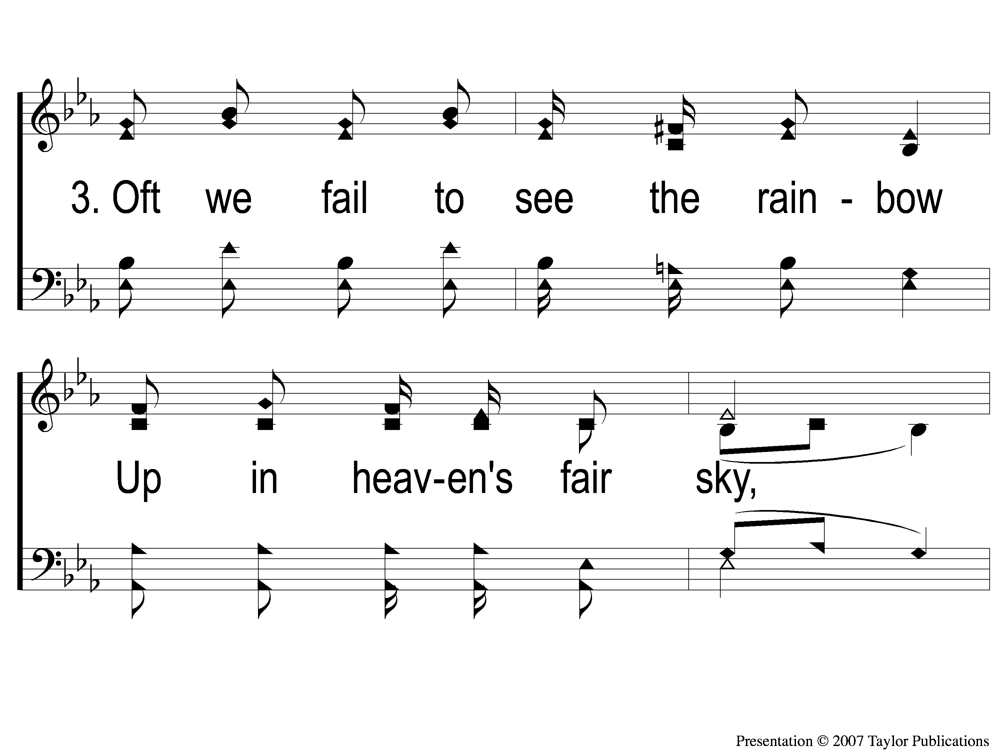 3. Oft we fail to see the rain - bow
Up in heav-en's fair sky,
Presentation © 2007 Taylor Publications